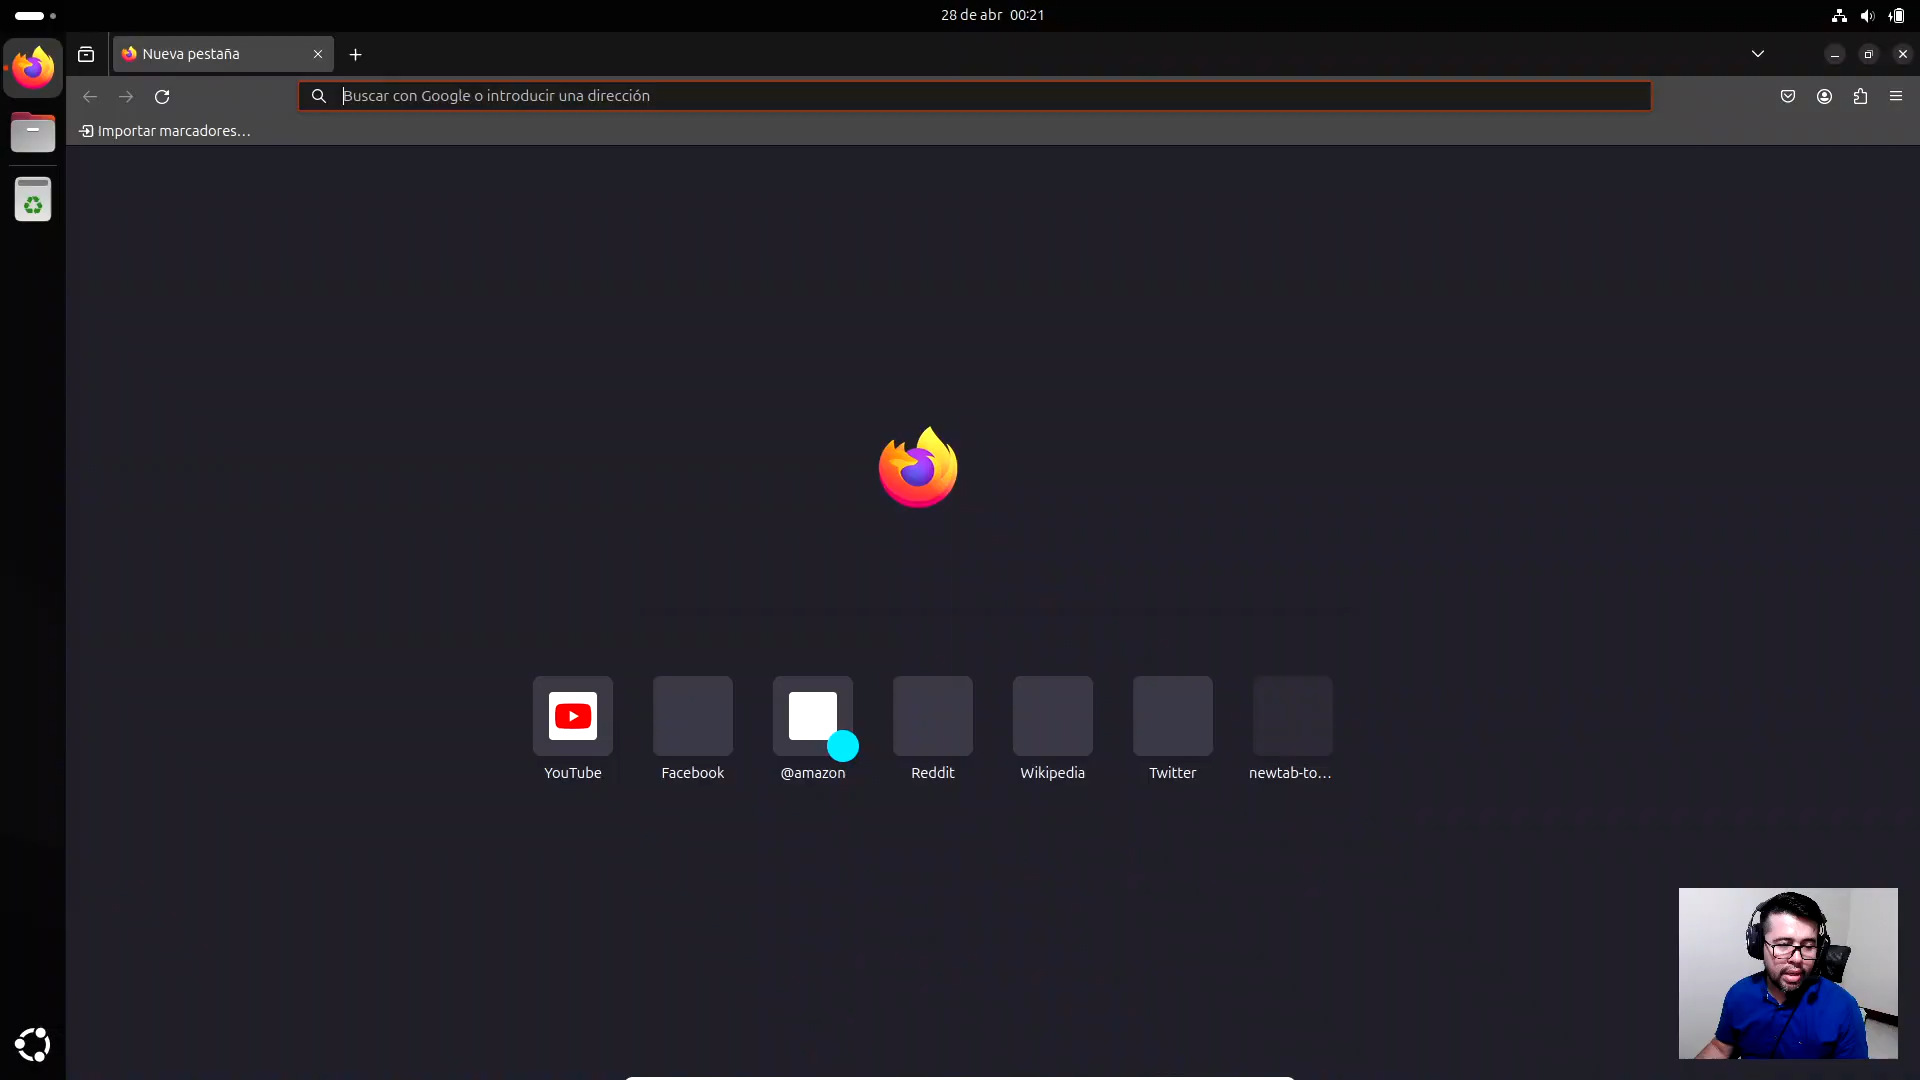 28 de abr 00:21
Nueva pestaña
Buscar con Google o introducir una dirección
Importar marcadores...
YouTube
Facebook
@amazon
Reddit
Wikipedia
Twitter
newtab-to...